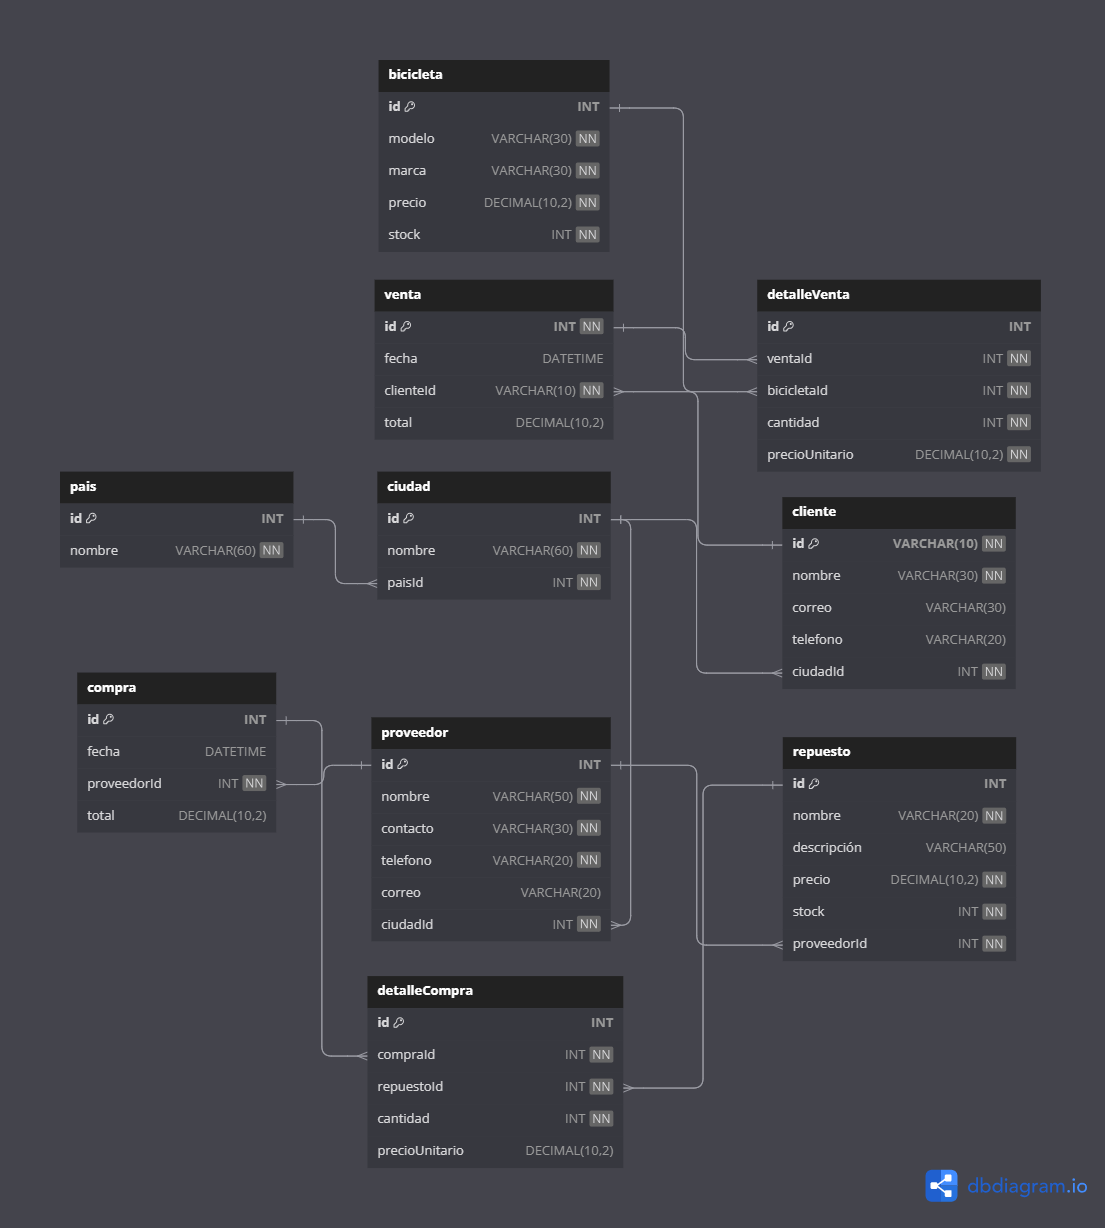 bicicleta
id INT
modelo VARCHAR(30) NN
marca VARCHAR(30) NN
precio DECIMAL(10,2) NN
stock INT NN
venta
id INT NN
fecha DATETIME
clienteId VARCHAR(10) NN
total DECIMAL(10,2)
detalleVenta
id INT
ventaId INT NN
bicicletaId INT NN
cantidad INT NN
precioUnitario DECIMAL(10,2) NN
pais
id INT
nombre VARCHAR(60) NN
ciudad
id INT
nombre VARCHAR(60) NN
paisId INT NN
cliente
id VARCHAR(10) NN
nombre VARCHAR(30) NN
correo VARCHAR(30)
telefono VARCHAR(20)
ciudadId INT NN
compra
id INT
fecha DATETIME
proveedorId INT NN
total DECIMAL(10,2)
proveedor
id INT
nombre VARCHAR(50) NN
contacto VARCHAR(30) NN
telefono VARCHAR(20) NN
correo VARCHAR(20)
ciudadId INT NN
repuesto
id INT
nombre VARCHAR(20) NN
descripción VARCHAR(50)
precio DECIMAL(10,2) NN
stock INT NN
proveedorId INT NN
detalleCompra
id INT
compraId INT NN
repuestoId INT NN
cantidad INT NN
precioUnitario DECIMAL(10,2)
dbdiagram.io